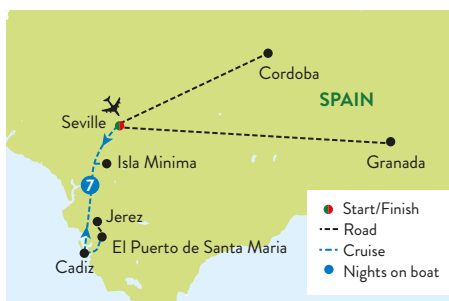 Cordoba
SPAIN
Seville
Granada
Isla Minima
7
Jerez
El Puerto de Santa Maria
Cadiz
Start/Finish
Road
Cruise
Nights on boat